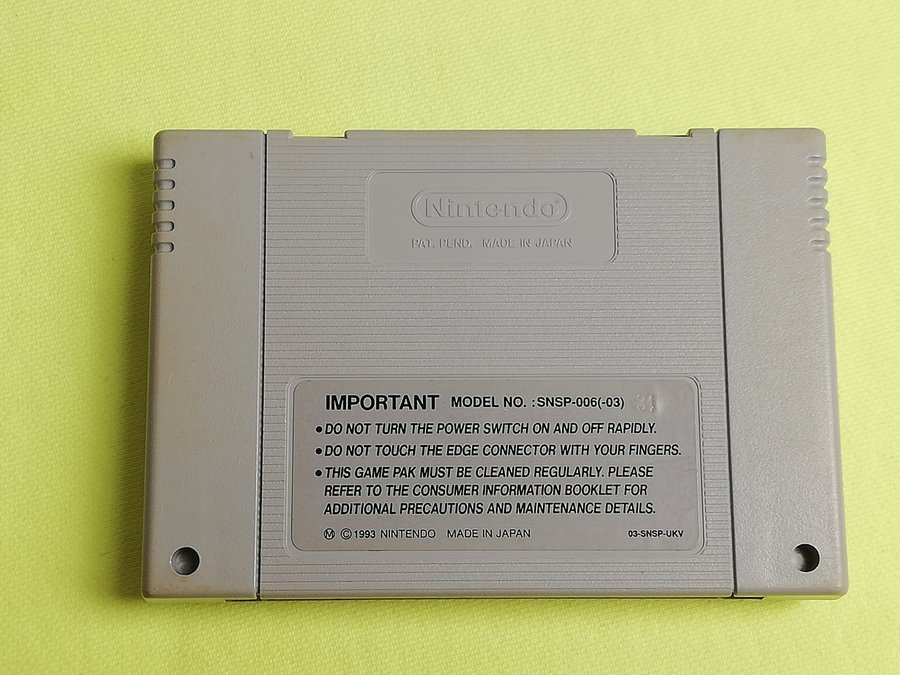 Nintendo®
PAT. PEND. MADE IN JAPAN
IMPORTANT MODEL NO. : SNSP-006(-03)
• DO NOT TURN THE POWER SWITCH ON AND OFF RAPIDLY.
• DO NOT TOUCH THE EDGE CONNECTOR WITH YOUR FINGERS.
• THIS GAME PAK MUST BE CLEANED REGULARLY. PLEASE
REFER TO THE CONSUMER INFORMATION BOOKLET FOR
ADDITIONAL PRECAUTIONS AND MAINTENANCE DETAILS.
Ⓜ ©1993 NINTENDO MADE IN JAPAN 03-SNSP-UKV